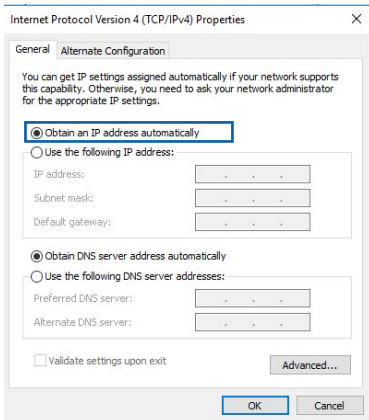 Internet Protocol Version 4 (TCP/IPv4) Properties
General
Alternate Configuration
You can get IP settings assigned automatically if your network supports
this capability. Otherwise, you need to ask your network administrator
for the appropriate IP settings.
Obtain an IP address automatically
Use the following IP address:
IP address:
Subnet mask:
Default gateway:
Obtain DNS server address automatically
Use the following DNS server addresses:
Preferred DNS server:
Alternate DNS server:
Validate settings upon exit
Advanced...
OK
Cancel